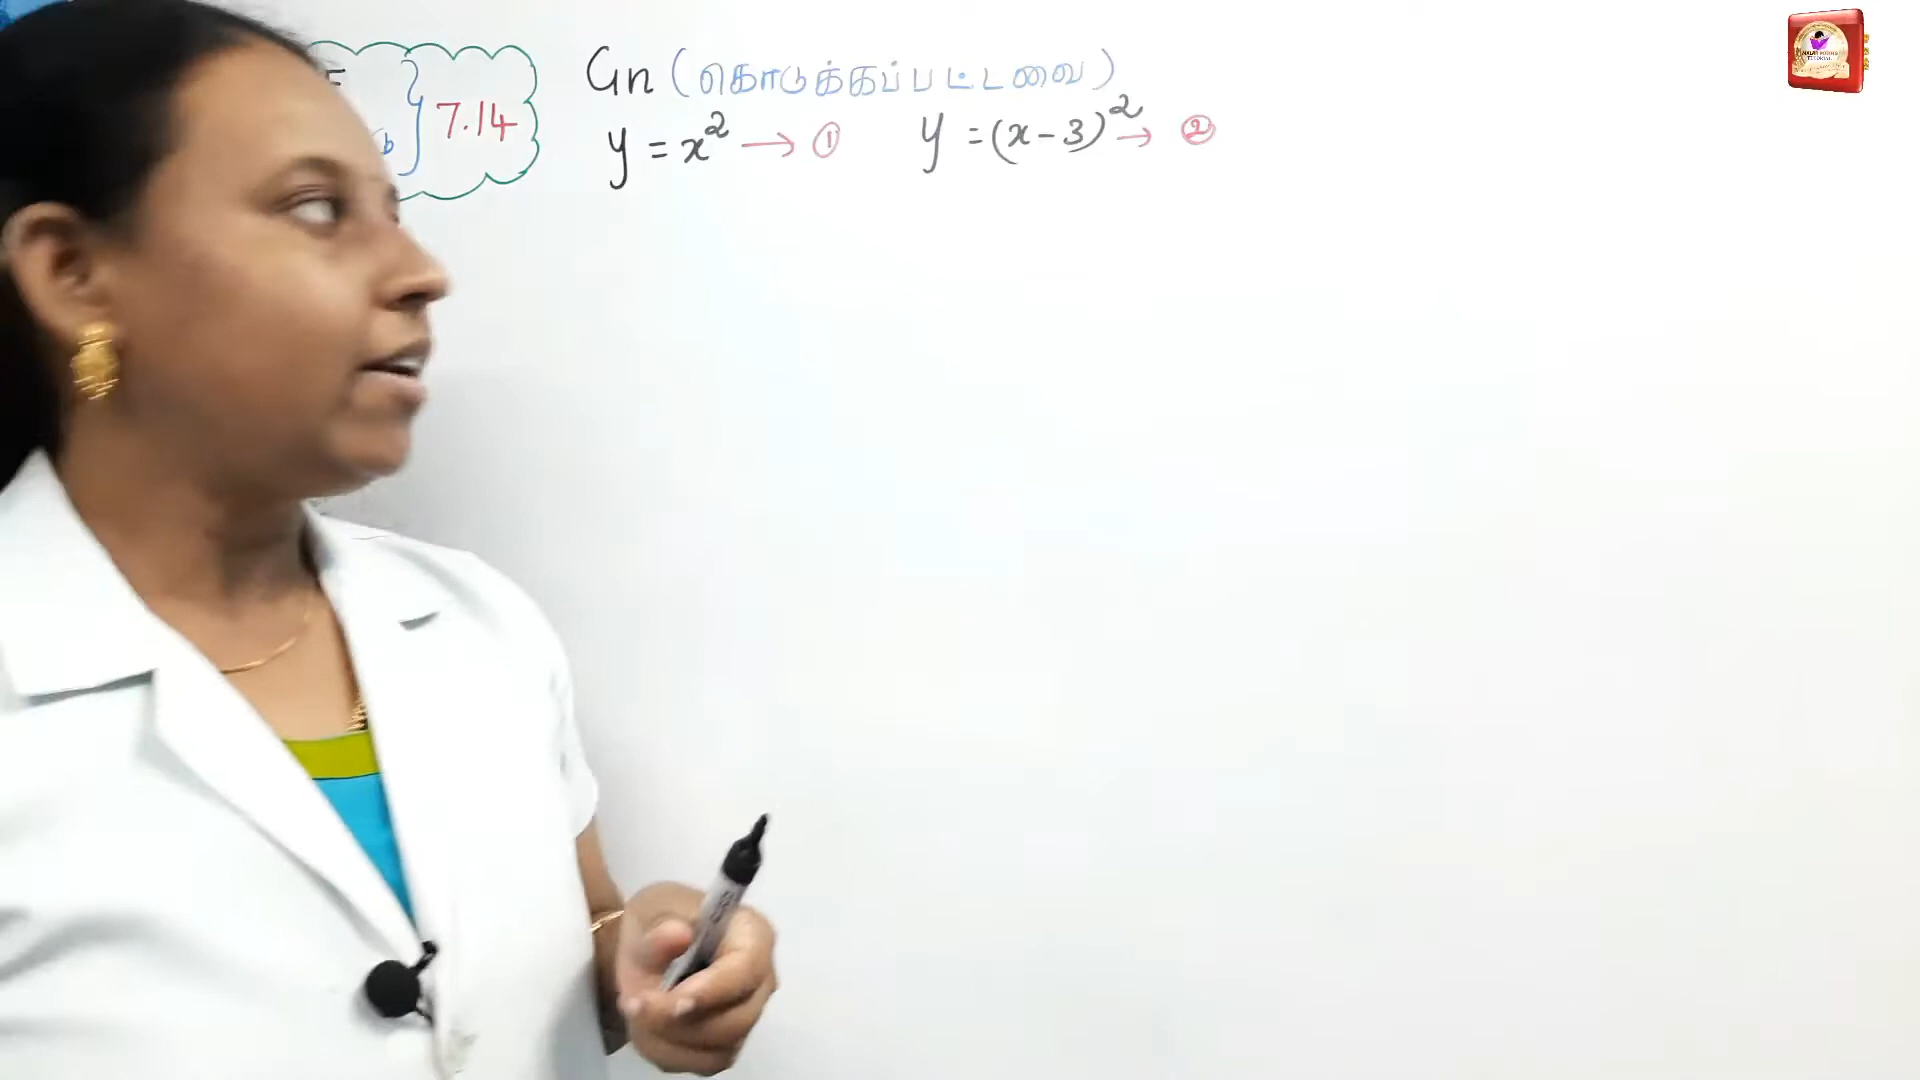 7.14
Gn (கொடுக்கப்பட்டவை)
y = x² → ① y = (x-3)² → ②